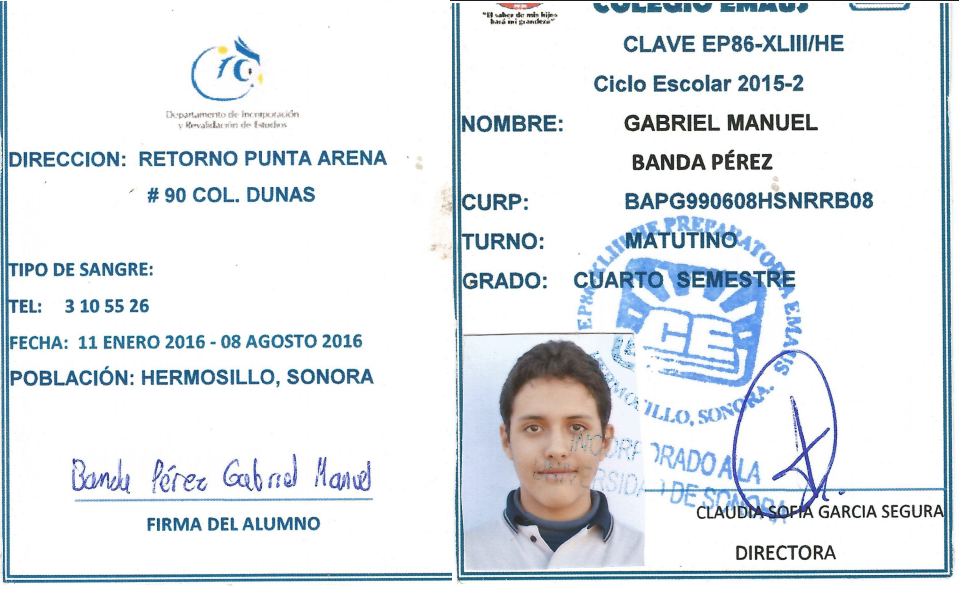 Departamento de Incorporación
y Revalidación de Estudios
DIRECCION: RETORNO PUNTA ARENA
# 90 COL. DUNAS
TIPO DE SANGRE:
TEL: 3 10 55 26
FECHA: 11 ENERO 2016 - 08 AGOSTO 2016
POBLACIÓN: HERMOSILLO, SONORA
Banda Pérez Gabriel Manuel
FIRMA DEL ALUMNO
"El saber de mis hijos
hará mi grandeza"
COLEGIO EMAUS
CLAVE EP86-XLIII/HE
Ciclo Escolar 2015-2
NOMBRE: GABRIEL MANUEL
BANDA PÉREZ
CURP: BAPG990608HSNRRB08
TURNO: MATUTINO
GRADO: CUARTO SEMESTRE
EP86-XLIII/HE PREPARATORIA EMAUS
CE
HERMOSILLO, SONORA.
INCORPORADO A LA
UNIVERSIDAD DE SONORA
CLAUDIA SOFIA GARCIA SEGURA
DIRECTORA